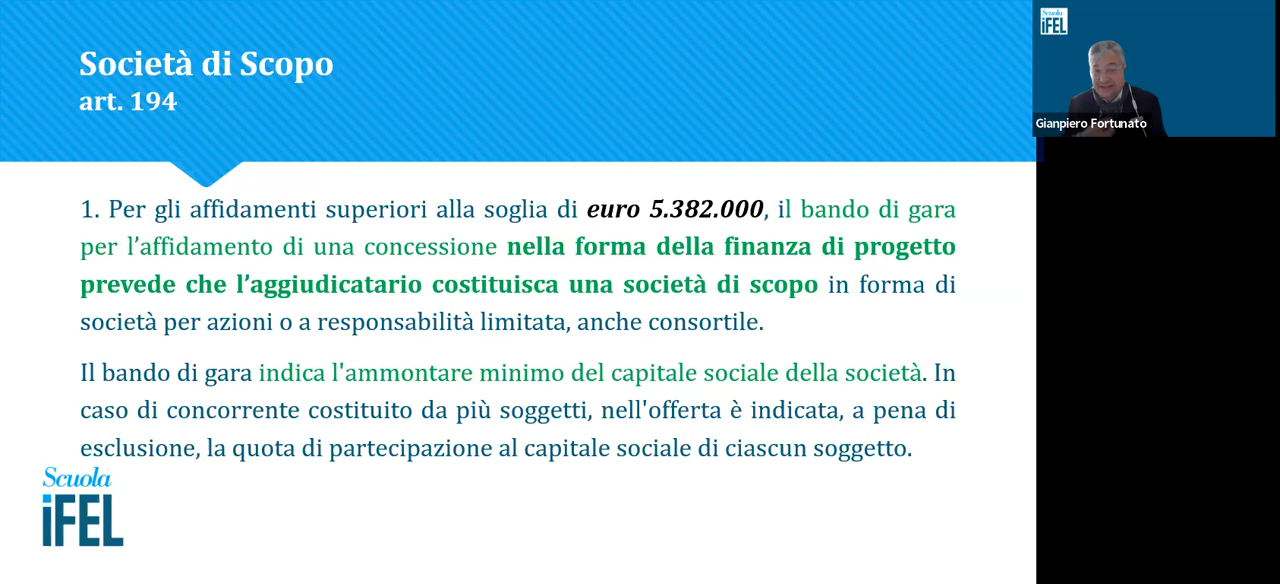 Società di Scopo
art. 194
1. Per gli affidamenti superiori alla soglia di euro 5.382.000, il bando di gara
per l’affidamento di una concessione nella forma della finanza di progetto
prevede che l’aggiudicatario costituisca una società di scopo in forma di
società per azioni o a responsabilità limitata, anche consortile.
Il bando di gara indica l'ammontare minimo del capitale sociale della società. In
caso di concorrente costituito da più soggetti, nell'offerta è indicata, a pena di
esclusione, la quota di partecipazione al capitale sociale di ciascun soggetto.
Scuola
iFEL
Scuola
iFEL
Gianpiero Fortunato